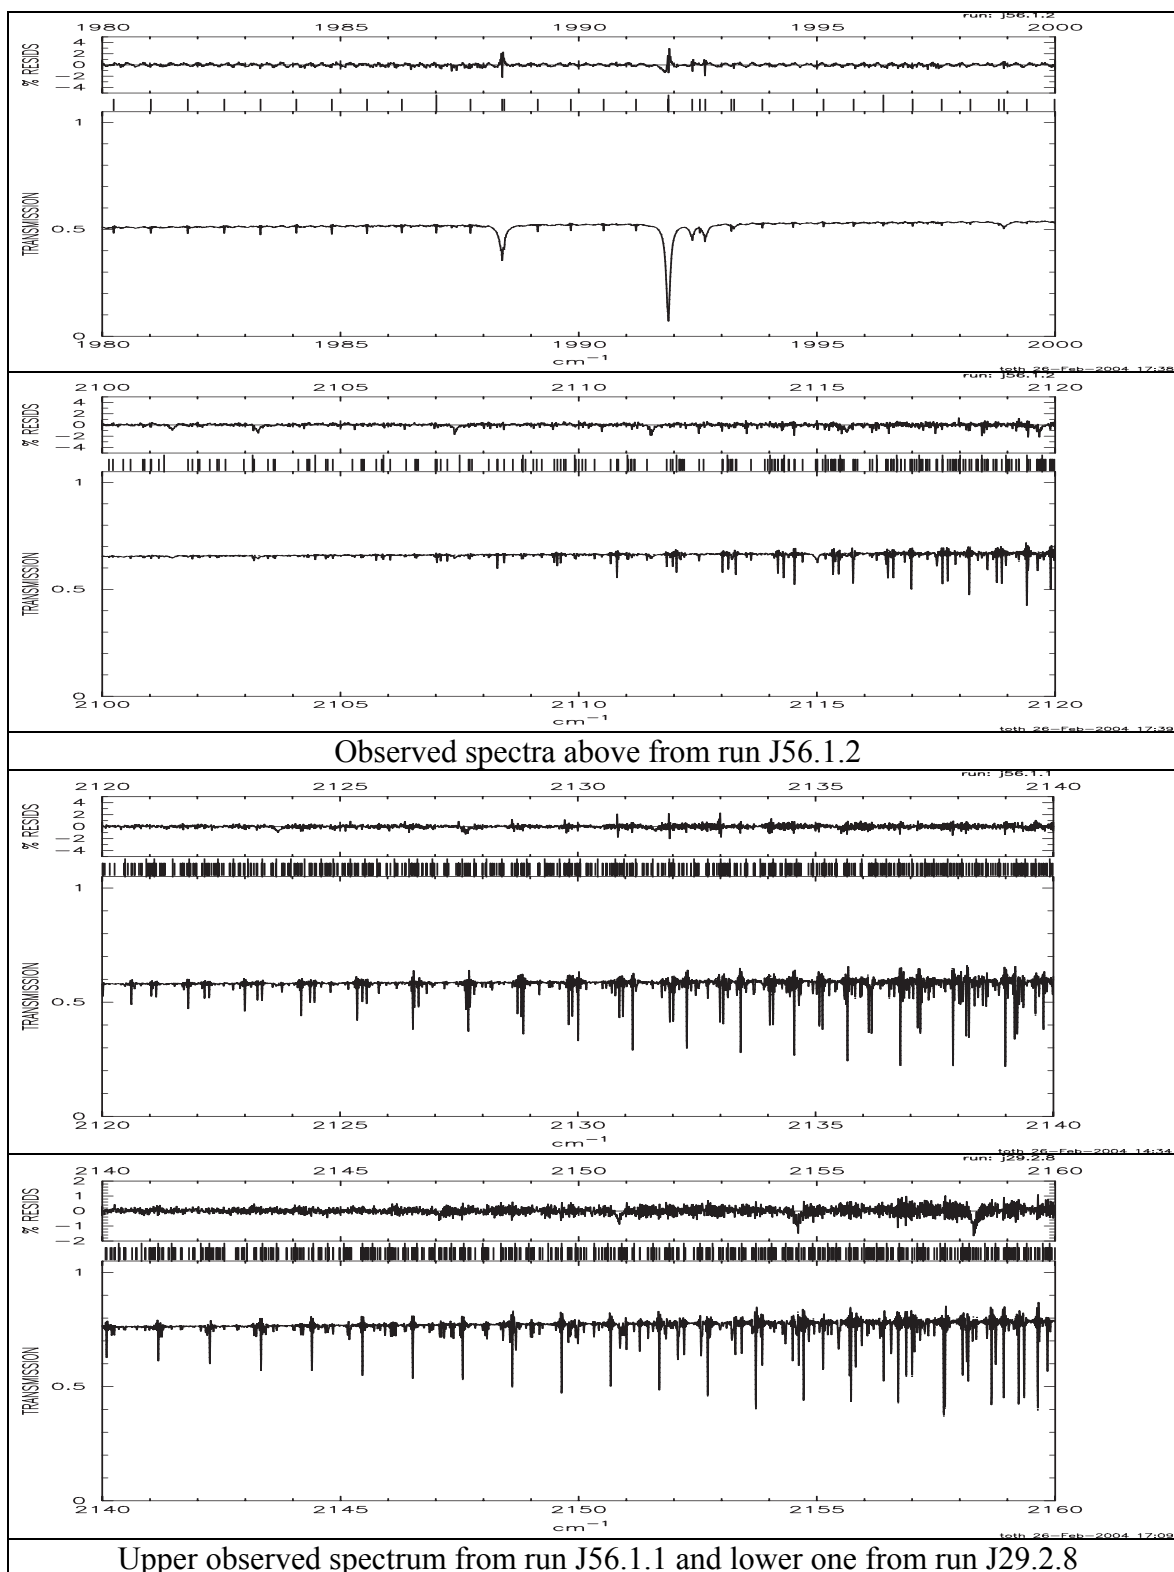 run: j56.1.2
1980 1985 1990 1995 2000
4
2
0
−2
−4
% RESIDS
1
0.5
0
TRANSMISSION
1980 1985 1990 1995 2000
cm−1
toth 26-Feb-2004 17:38
run: j56.1.2
2100 2105 2110 2115 2120
4
2
0
−2
−4
% RESIDS
1
0.5
0
TRANSMISSION
2100 2105 2110 2115 2120
cm−1
toth 26-Feb-2004 17:39
Observed spectra above from run J56.1.2
run: j56.1.1
2120 2125 2130 2135 2140
4
2
0
−2
−4
% RESIDS
1
0.5
0
TRANSMISSION
2120 2125 2130 2135 2140
cm−1
toth 26-Feb-2004 14:34
run: j29.2.8
2140 2145 2150 2155 2160
2
1
0
−1
−2
% RESIDS
1
0.5
0
TRANSMISSION
2140 2145 2150 2155 2160
cm−1
toth 26-Feb-2004 17:09
Upper observed spectrum from run J56.1.1 and lower one from run J29.2.8